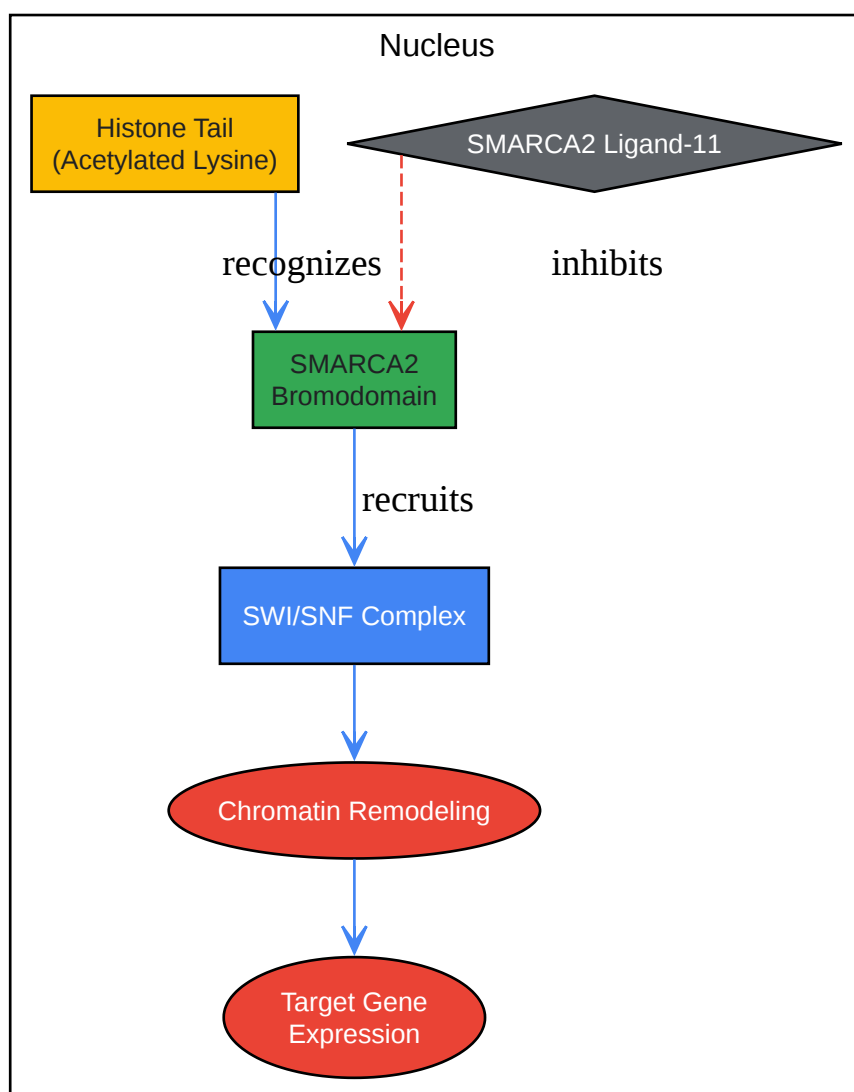 Nucleus
Histone Tail
(Acetylated Lysine)
SMARCA2 Ligand-11
recognizes
inhibits
SMARCA2
Bromodomain
recruits
SWI/SNF Complex
Chromatin Remodeling
Target Gene
Expression